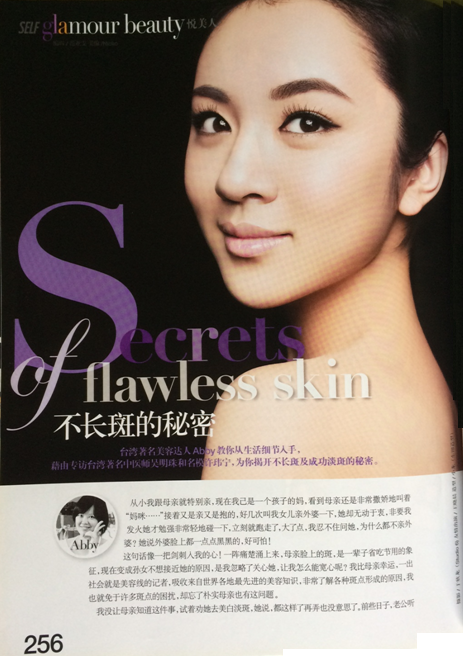 SELF glamour beauty 悦美人
Secrets
of flawless skin
不长斑的秘密
台湾著名美容达人Abby教你从生活细节入手，
踏由专访台湾著名中医师吴明珠和名模许玮宁，为你揭开不长斑及成功淡斑的秘密。
Abby
从小我跟母亲就特别亲，现在我已是一个孩子的妈，看到母亲还是非常撒娇地叫着
“妈咪……”接着又是亲又是抱的，好几次叫我女儿亲外婆一下，她却无动于衷，非要我
发火她才勉强非常轻地碰一下，立刻就跑走了，大了点，我忍不住问她，为什么都不亲外
婆？她说外婆脸上都一点点黑黑的，好可怕！
这句话像一把剑刺入我的心！一阵痛楚涌上来，母亲脸上的斑，是一辈子省吃节用的象
征，现在变成孙女不想接近她的原因，是我忽略了关心她，让我怎么能宽心呢？我比母亲幸运，一出
社会就是美容线的记者，吸收来自世界各地最先进的美容知识，非常了解各种斑点形成的原因，我
也就免于许多斑点的困扰，却忘了朴实母亲也有这问题。
我没让母亲知道这件事，试着劝她去美白淡斑，她说，都这样了再弄也没意思了，前些日子，老公听
256